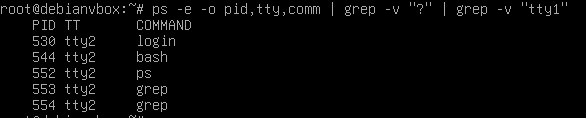 root@debianvbox:~# ps -e -o pid,tty,comm | grep -v "?" | grep -v "tty1"
PID TT COMMAND
530 tty2 login
544 tty2 bash
552 tty2 ps
553 tty2 grep
554 tty2 grep